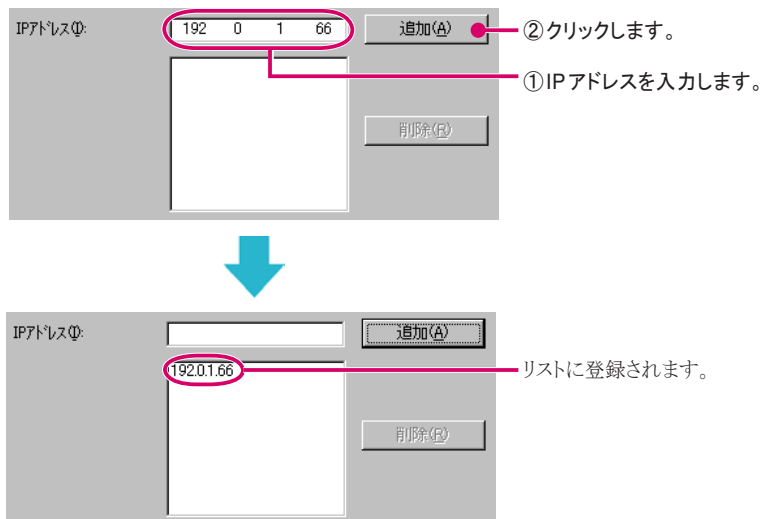 IPｱﾄﾞﾚｽ(I):
192 0 1 66
追加(A)
②クリックします。
①IPアドレスを入力します。
削除(R)
IPｱﾄﾞﾚｽ(I):
追加(A)
192.0.1.66
リストに登録されます。
削除(R)